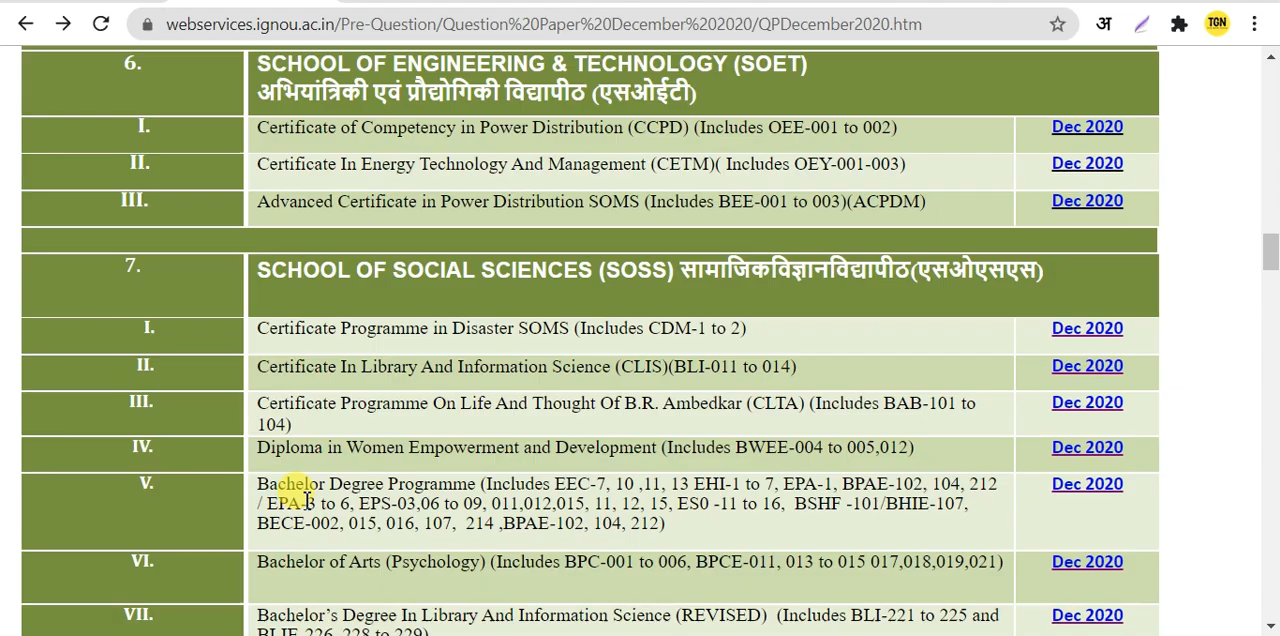 webservices.ignou.ac.in/Pre-Question/Question%20Paper%20December%202020/QPDecember2020.htm
अ
TGN
6.
SCHOOL OF ENGINEERING & TECHNOLOGY (SOET)
अभियांत्रिकी एवं प्रौद्योगिकी विद्यापीठ (एसओईटी)
I. Certificate of Competency in Power Distribution (CCPD) (Includes OEE-001 to 002) Dec 2020
II. Certificate In Energy Technology And Management (CETM)( Includes OEY-001-003) Dec 2020
III. Advanced Certificate in Power Distribution SOMS (Includes BEE-001 to 003)(ACPDM) Dec 2020
7. SCHOOL OF SOCIAL SCIENCES (SOSS) सामाजिकविज्ञानविद्यापीठ(एसओएसएस)
I. Certificate Programme in Disaster SOMS (Includes CDM-1 to 2) Dec 2020
II. Certificate In Library And Information Science (CLIS)(BLI-011 to 014) Dec 2020
III. Certificate Programme On Life And Thought Of B.R. Ambedkar (CLTA) (Includes BAB-101 to Dec 2020
104)
IV. Diploma in Women Empowerment and Development (Includes BWEE-004 to 005,012) Dec 2020
V. Bachelor Degree Programme (Includes EEC-7, 10 ,11, 13 EHI-1 to 7, EPA-1, BPAE-102, 104, 212 Dec 2020
/ EPA-3 to 6, EPS-03,06 to 09, 011,012,015, 11, 12, 15, ES0 -11 to 16, BSHF -101/BHIE-107,
BECE-002, 015, 016, 107, 214 ,BPAE-102, 104, 212)
VI. Bachelor of Arts (Psychology) (Includes BPC-001 to 006, BPCE-011, 013 to 015 017,018,019,021) Dec 2020
VII. Bachelor's Degree In Library And Information Science (REVISED) (Includes BLI-221 to 225 and Dec 2020
BLIE-226, 228 to 229)